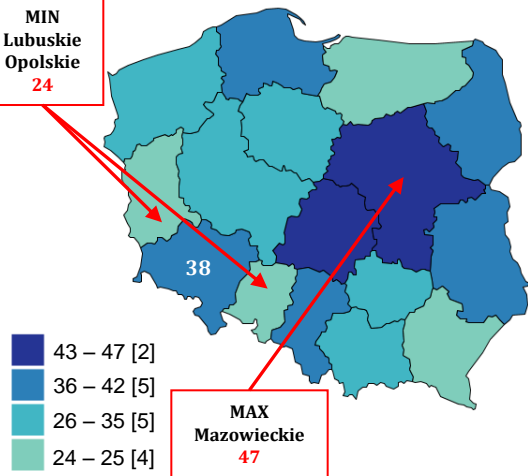 MIN
Lubuskie
Opolskie
24
38
43 – 47 [2]
36 – 42 [5]
26 – 35 [5]
24 – 25 [4]
MAX
Mazowieckie
47